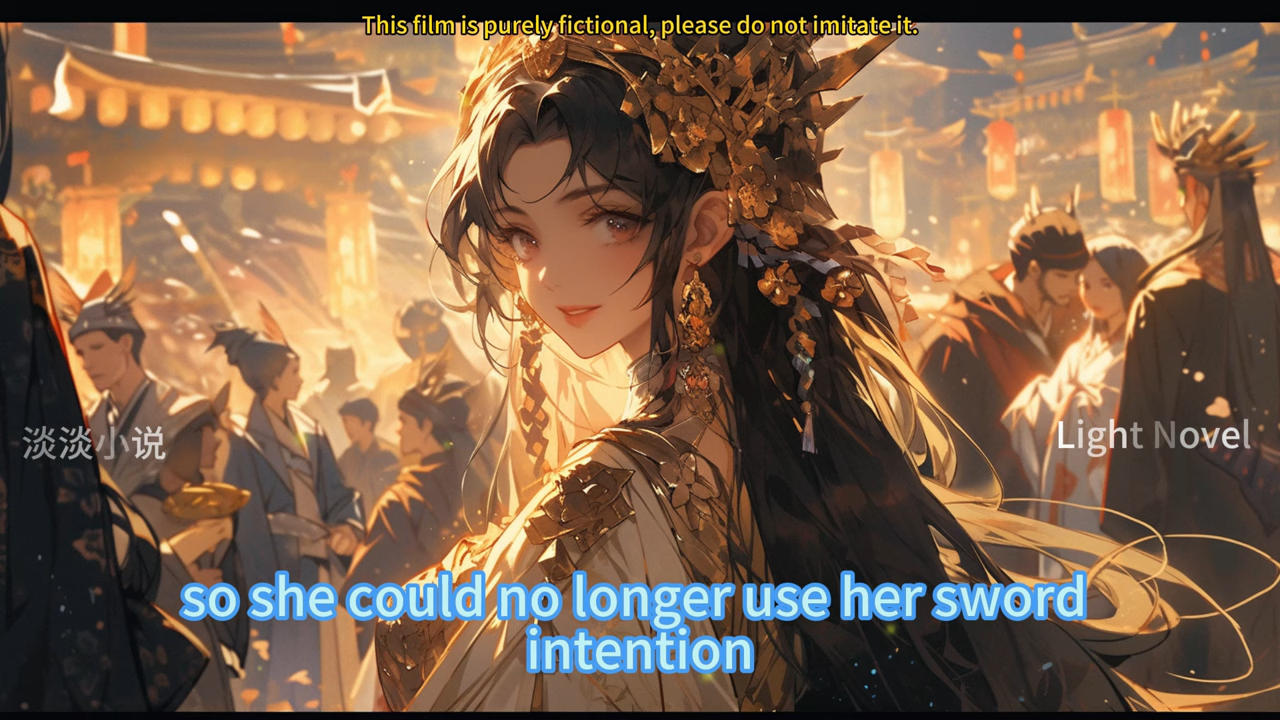 This film is purely fictional, please do not imitate it.
淡淡小说
Light Novel
so she could no longer use her sword
intention